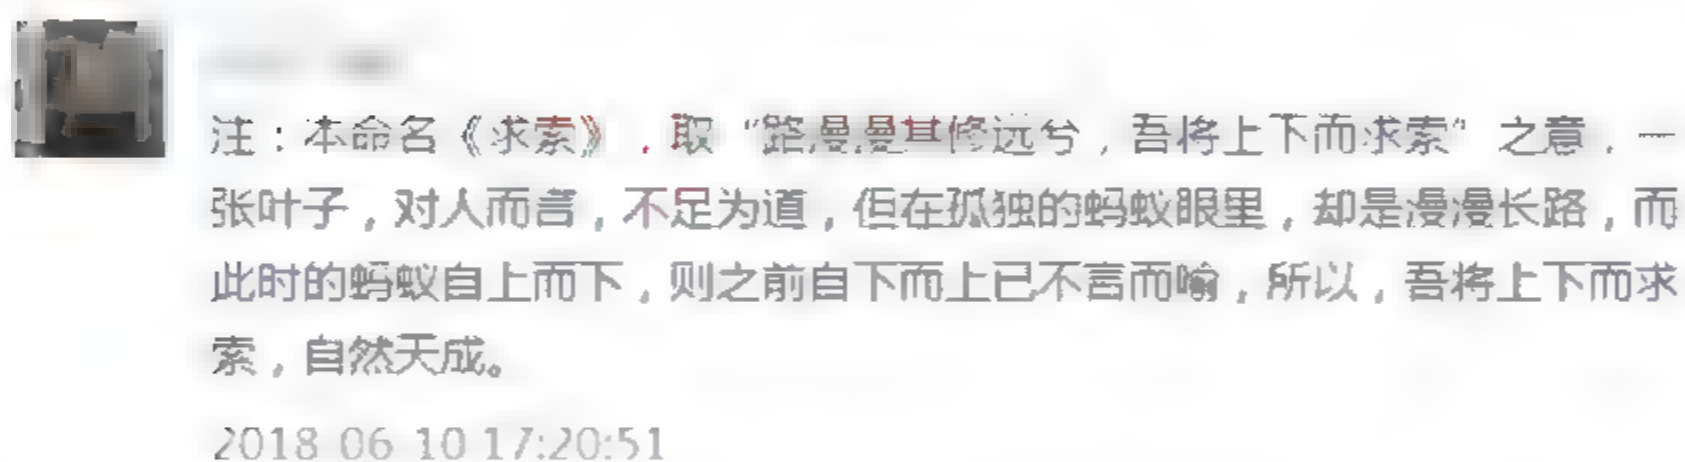 注：本命名《求索》，取“路漫漫其修远兮，吾将上下而求索”之意，一
张叶子，对人而言，不足为道，但在孤独的蚂蚁眼里，却是漫漫长路，而
此时的蚂蚁自上而下，则之前自下而上已不言而喻，所以，吾将上下而求
索，自然天成。
2018-06-10 17:20:51